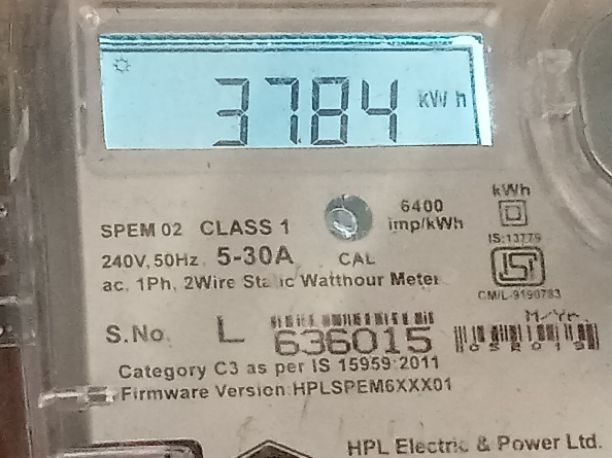 3784 kWh
SPEM 02 CLASS 1
6400
imp/kWh
kWh
IS:13779
240V, 50Hz. 5-30A CAL
ac, 1Ph, 2Wire Static Watthour Meter
CM/L-9190783
M/Yr.
S.No. L 636015
Category C3 as per IS 15959:2011
Firmware Version:HPLSPEM6XXX01
HPL Electric & Power Ltd.